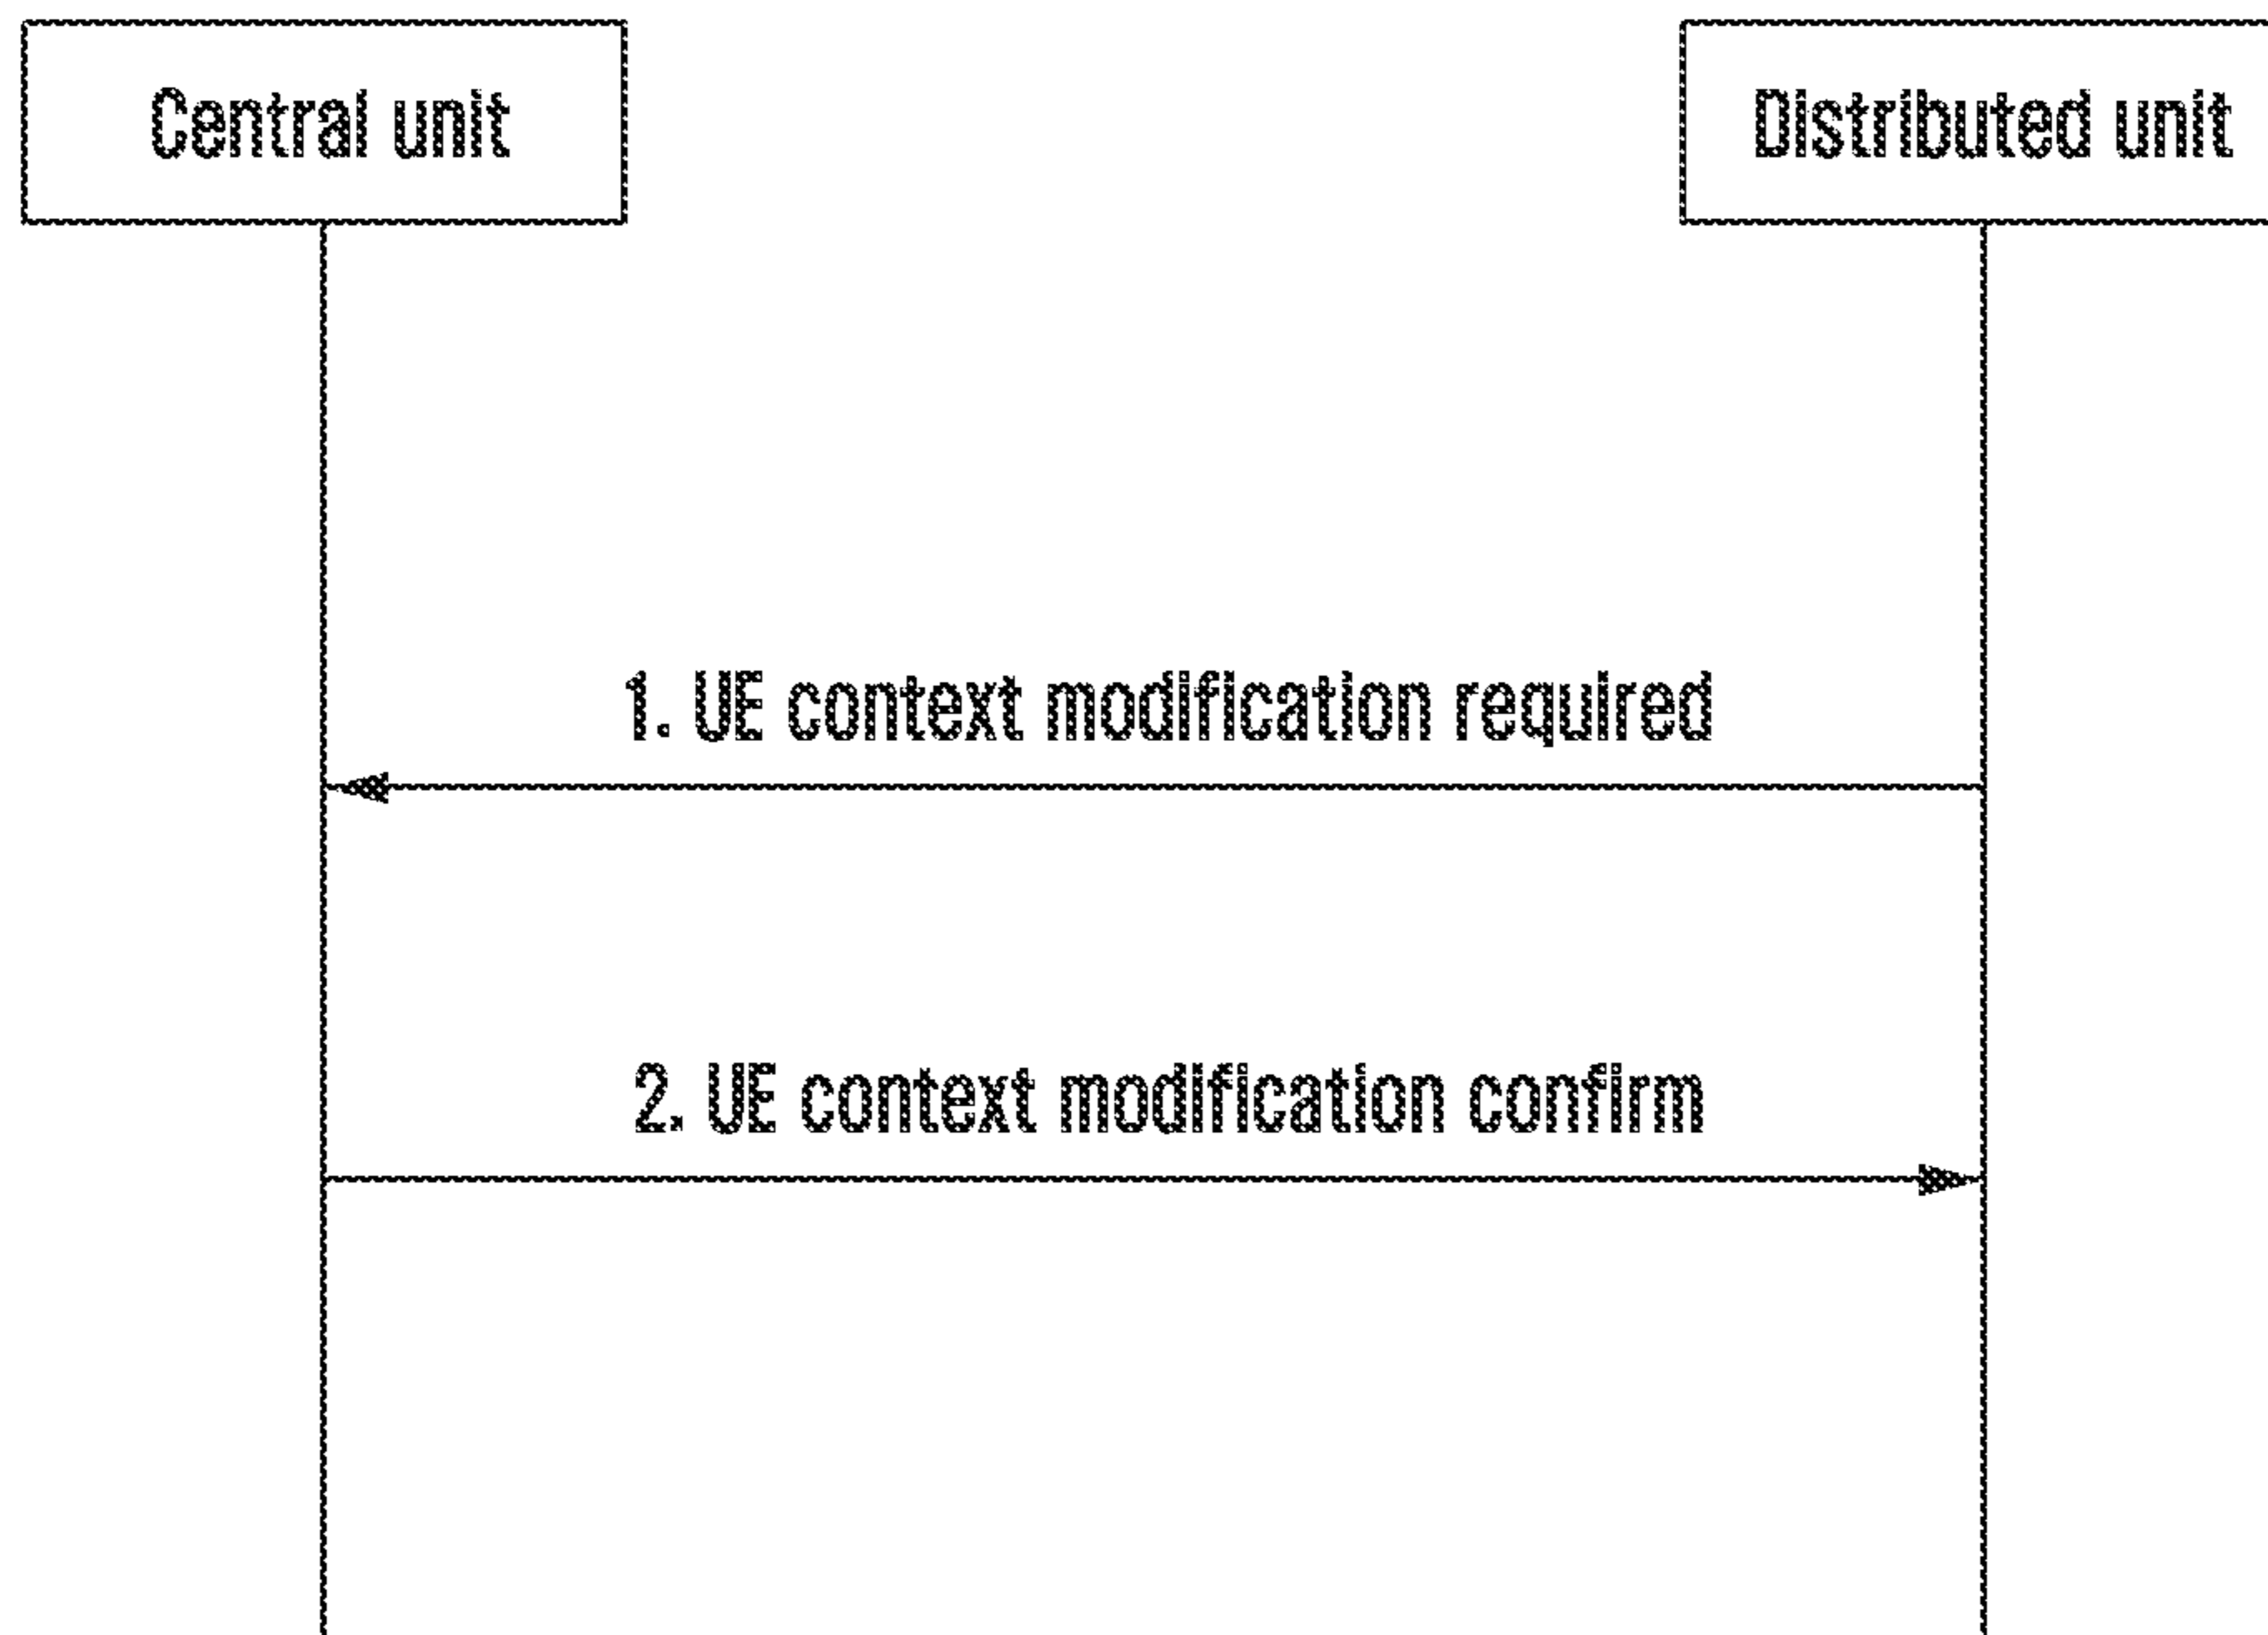 Central unit
Distributed unit
1. UE context modification required
2. UE context modification confirm